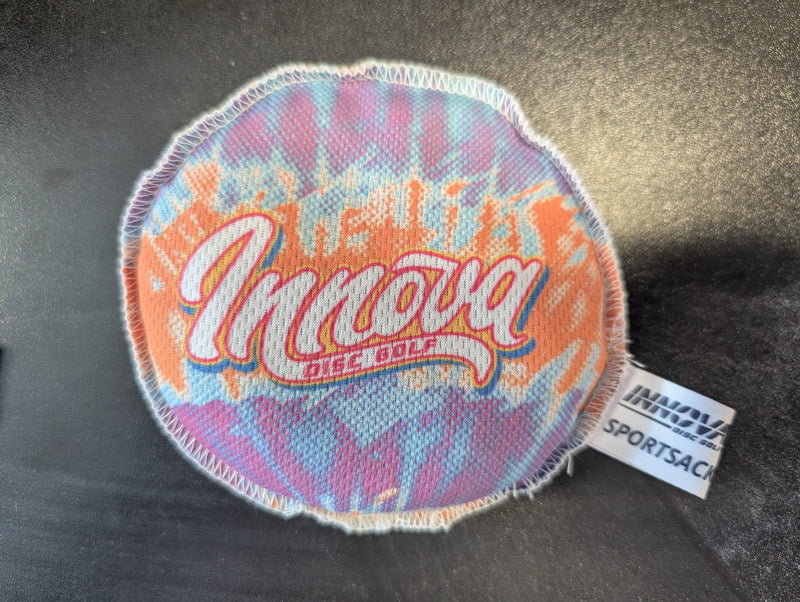 Innova
DISC GOLF
INNOVA
DISC GOLF
SPORTSACK